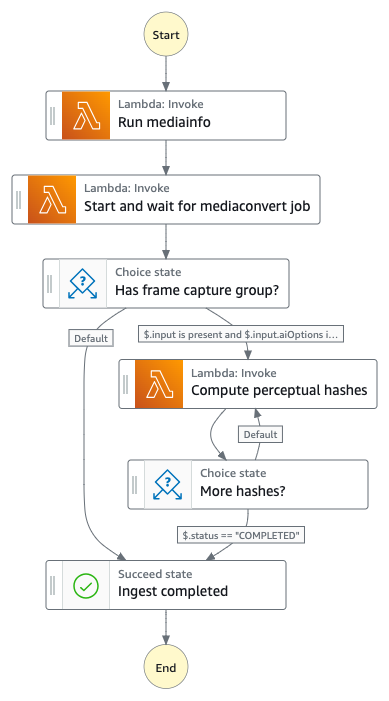 Start
Lambda: Invoke
Run mediainfo
Lambda: Invoke
Start and wait for mediaconvert job
Choice state
Has frame capture group?
Default
$.input is present and $.input.aiOptions i...
Lambda: Invoke
Compute perceptual hashes
Default
Choice state
More hashes?
$.status == "COMPLETED"
Succeed state
Ingest completed
End